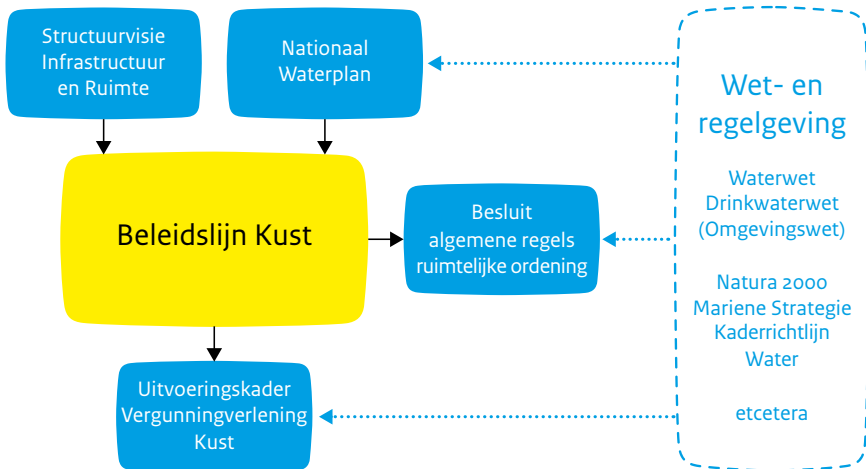 Structuurvisie
Infrastructuur
en Ruimte
Nationaal
Waterplan
Beleidslijn Kust
Besluit
algemene regels
ruimtelijke ordening
Uitvoeringskader
Vergunningverlening
Kust
Wet- en
regelgeving
Waterwet
Drinkwaterwet
(Omgevingswet)
Natura 2000
Mariene Strategie
Kaderrichtlijn
Water
etcetera